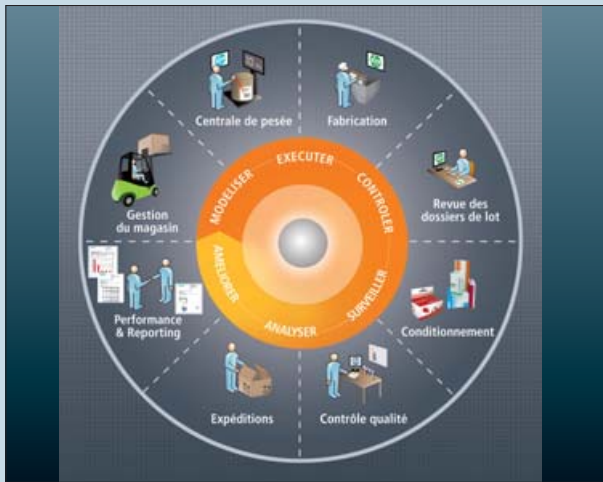 Centrale de pesée
Fabrication
Revue des
dossiers de lot
Conditionnement
Contrôle qualité
Expéditions
Performance
& Reporting
Gestion
du magasin
MODELISER
EXECUTER
CONTROLER
SURVEILLER
ANALYSER
AMELIORER